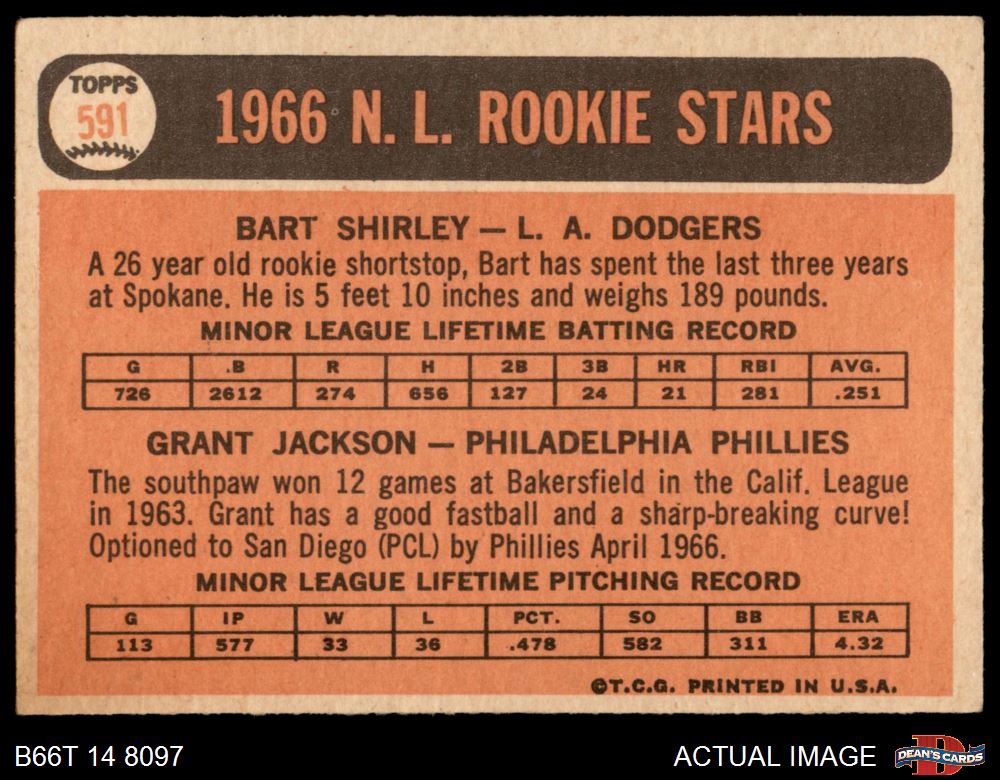 TOPPS
591
1966 N. L. ROOKIE STARS
BART SHIRLEY — L. A. DODGERS
A 26 year old rookie shortstop, Bart has spent the last three years
at Spokane. He is 5 feet 10 inches and weighs 189 pounds.
MINOR LEAGUE LIFETIME BATTING RECORD
G .B R H 2B 3B HR RBI AVG.
726 2612 274 656 127 24 21 281 .251
GRANT JACKSON — PHILADELPHIA PHILLIES
The southpaw won 12 games at Bakersfield in the Calif. League
in 1963. Grant has a good fastball and a sharp-breaking curve!
Optioned to San Diego (PCL) by Phillies April 1966.
MINOR LEAGUE LIFETIME PITCHING RECORD
G IP W L PCT. SO BB ERA
113 577 33 36 .478 582 311 4.32
©T.C.G. PRINTED IN U.S.A.
B66T 14 8097
ACTUAL IMAGE
DEAN'S CARDS